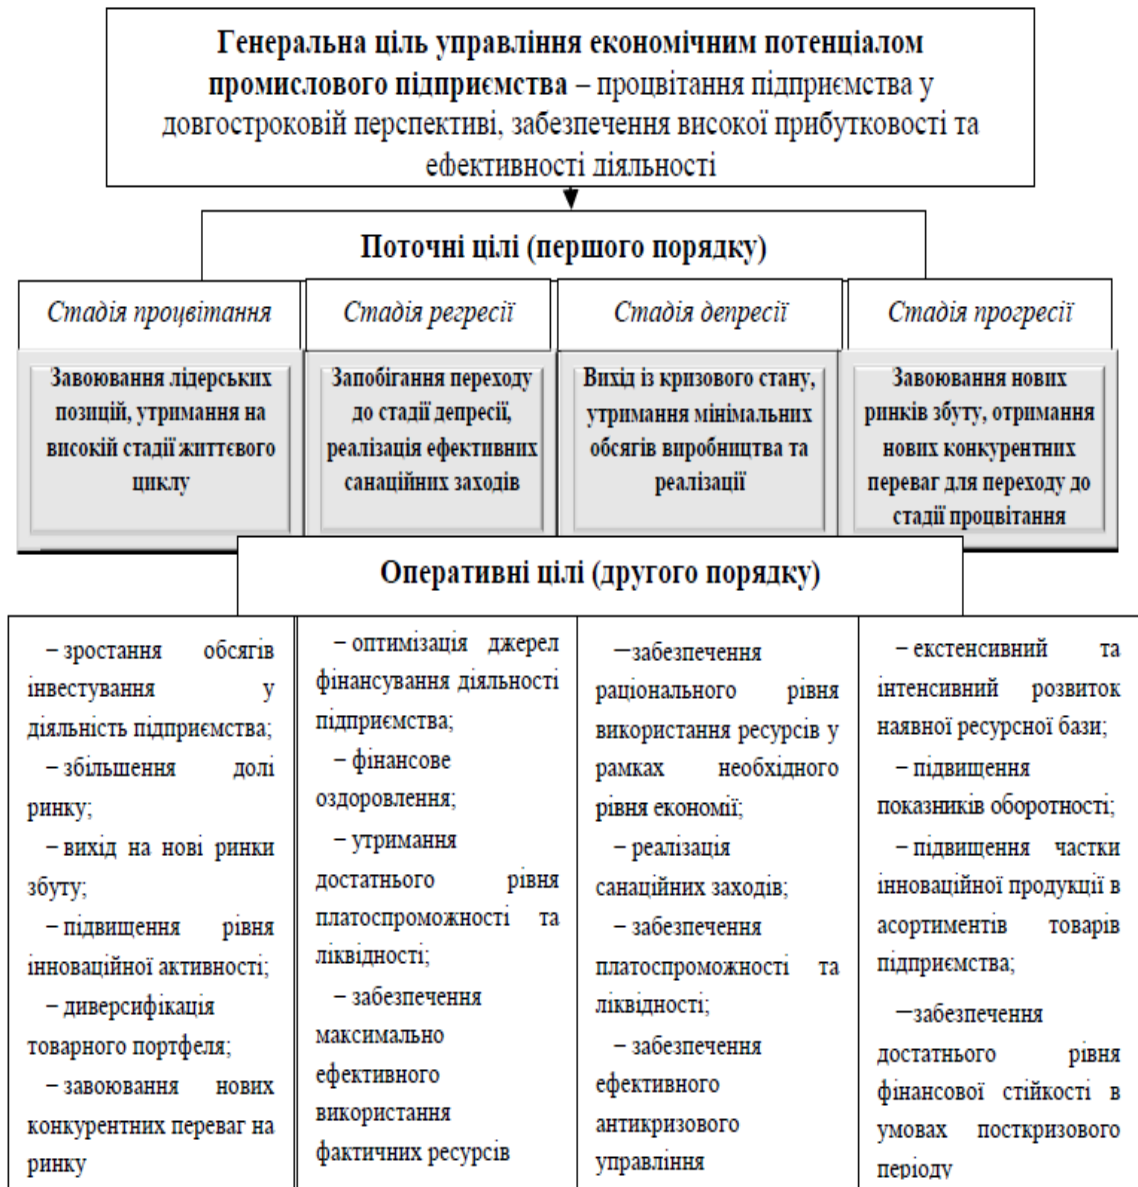 Генеральна ціль управління економічним потенціалом
промислового підприємства – процвітання підприємства у
довгостроковій перспективі, забезпечення високої прибутковості та
ефективності діяльності
Поточні цілі (першого порядку)
Стадія процвітання
Завоювання лідерських
позицій, утримання на
високій стадії життєвого
циклу
Стадія регресії
Запобігання переходу
до стадії депресії,
реалізація ефективних
санаційних заходів
Стадія депресії
Вихід із кризового стану,
утримання мінімальних
обсягів виробництва та
реалізації
Стадія прогресії
Завоювання нових
ринків збуту, отримання
нових конкурентних
переваг для переходу до
стадії процвітання
Оперативні цілі (другого порядку)
– зростання обсягів
інвестування у
діяльність підприємства;
– збільшення долі
ринку;
– вихід на нові ринки
збуту;
– підвищення рівня
інноваційної активності;
– диверсифікація
товарного портфеля;
– завоювання нових
конкурентних переваг на
ринку
– оптимізація джерел
фінансування діяльності
підприємства;
– фінансове
оздоровлення;
– утримання
достатнього рівня
платоспроможності та
ліквідності;
– забезпечення
максимально
ефективного
використання
фактичних ресурсів
–забезпечення
раціонального рівня
використання ресурсів у
рамках необхідного
рівня економії;
– реалізація
санаційних заходів;
– забезпечення
платоспроможності та
ліквідності;
– забезпечення
ефективного
антикризового
управління
– екстенсивний та
інтенсивний розвиток
наявної ресурсної бази;
– підвищення
показників оборотності;
– підвищення частки
інноваційної продукції в
асортиментів товарів
підприємства;
–забезпечення
достатнього рівня
фінансової стійкості в
умовах посткризового
періоду